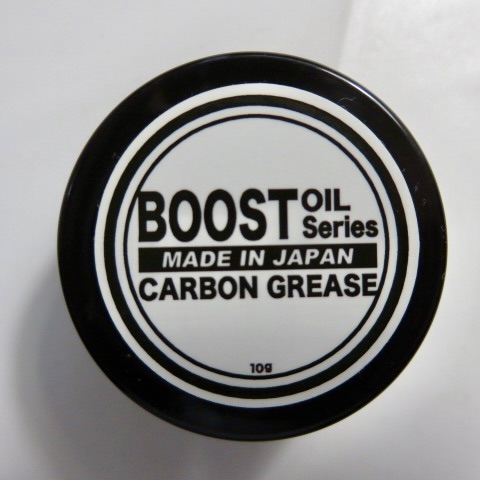 BOOST OIL Series
MADE IN JAPAN
CARBON GREASE
10g